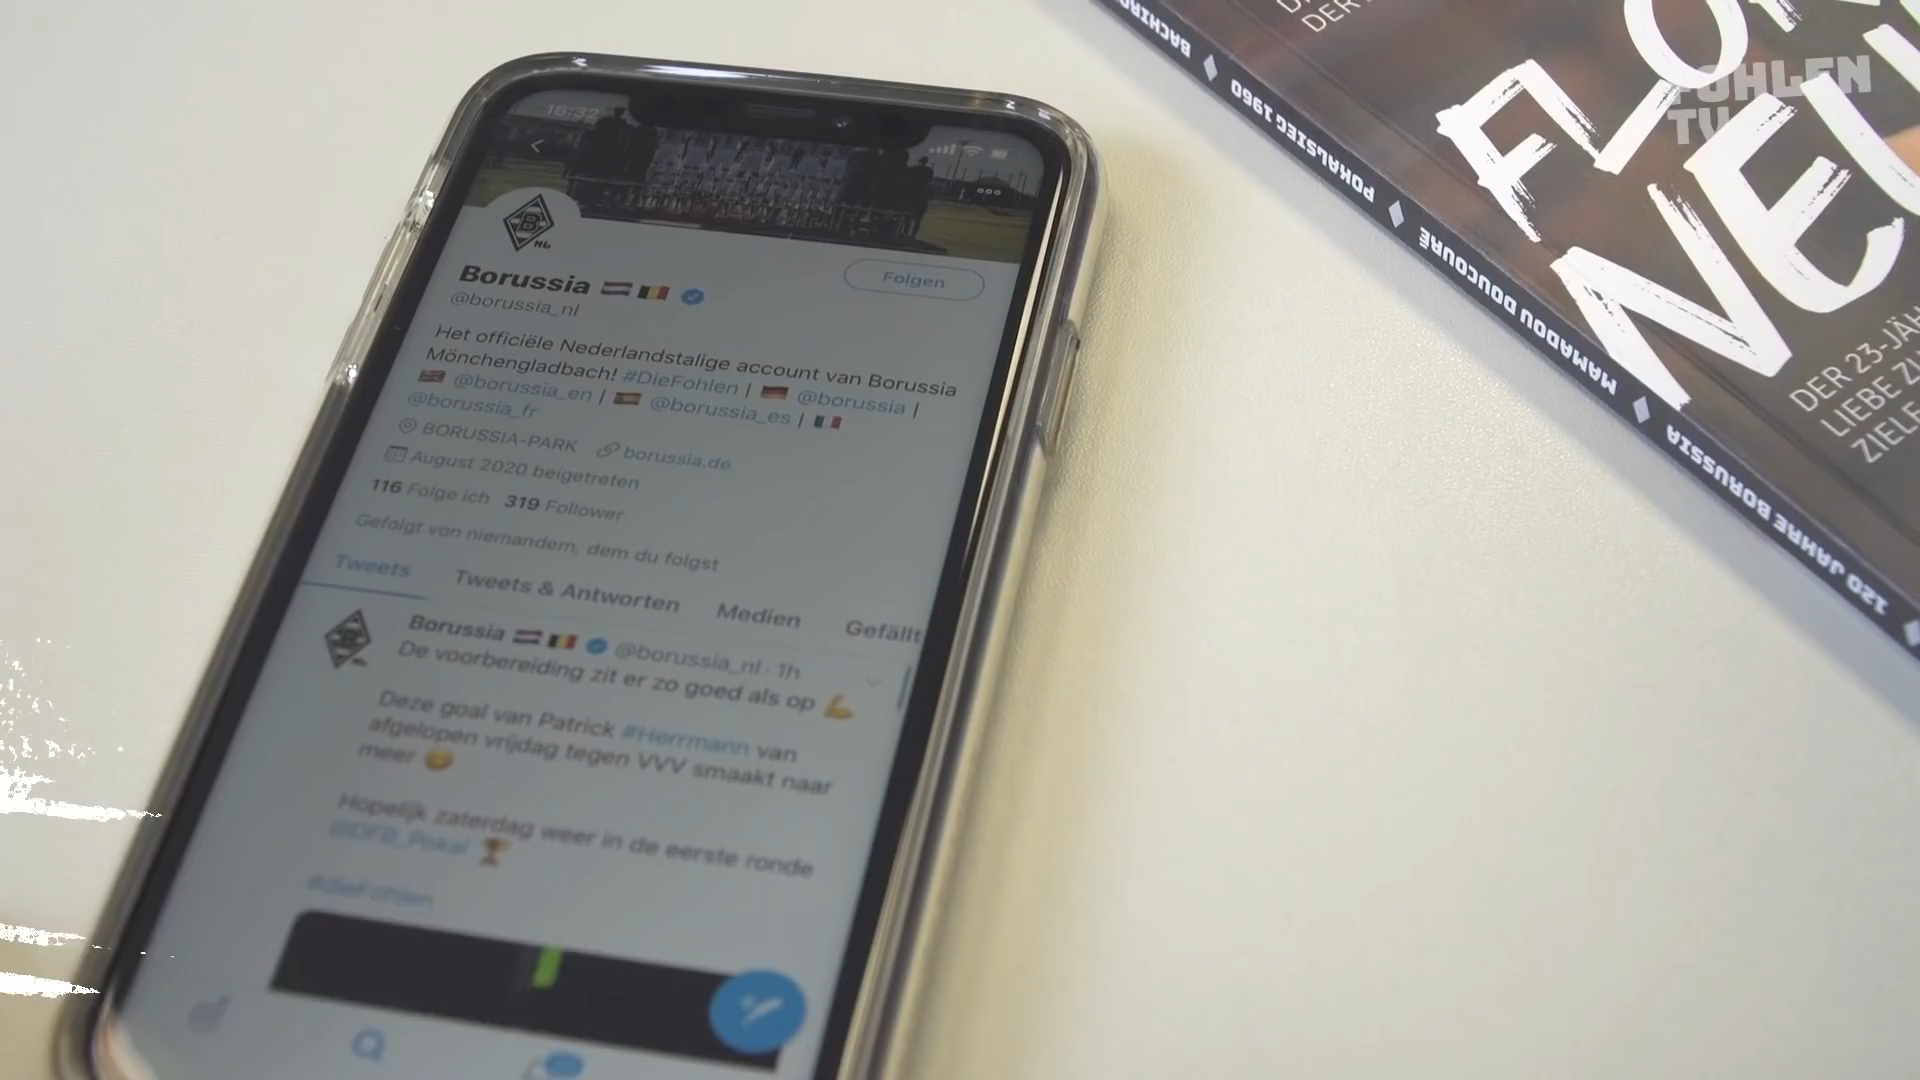 16:32
Borussia
Folgen
@borussia_nl
Het officiële Nederlandstalige account van Borussia
Mönchengladbach! #DieFohlen |
@borussia |
@borussia_en |
@borussia_es |
@borussia_fr
BORUSSIA-PARK
borussia.de
August 2020 beigetreten
116 Folge ich 319 Follower
Gefolgt von niemandem, dem du folgst
Tweets
Tweets & Antworten
Medien
Gefällt
Borussia
@borussia_nl · 1h
De voorbereiding zit er zo goed als op
Deze goal van Patrick #Herrmann van
afgelopen vrijdag tegen VVV smaakt naar
meer
Hopelijk zaterdag weer in de eerste ronde
@DFB_Pokal
#dieFohlen
FOHLEN
TV
FLO
NEU
DER 23-JÄH
LIEBE ZU
ZIELE
120 JAHRE BORUSSIA ♦ MAMADOU DOUCOURÉ ♦ POKALSIEG 1960 ♦